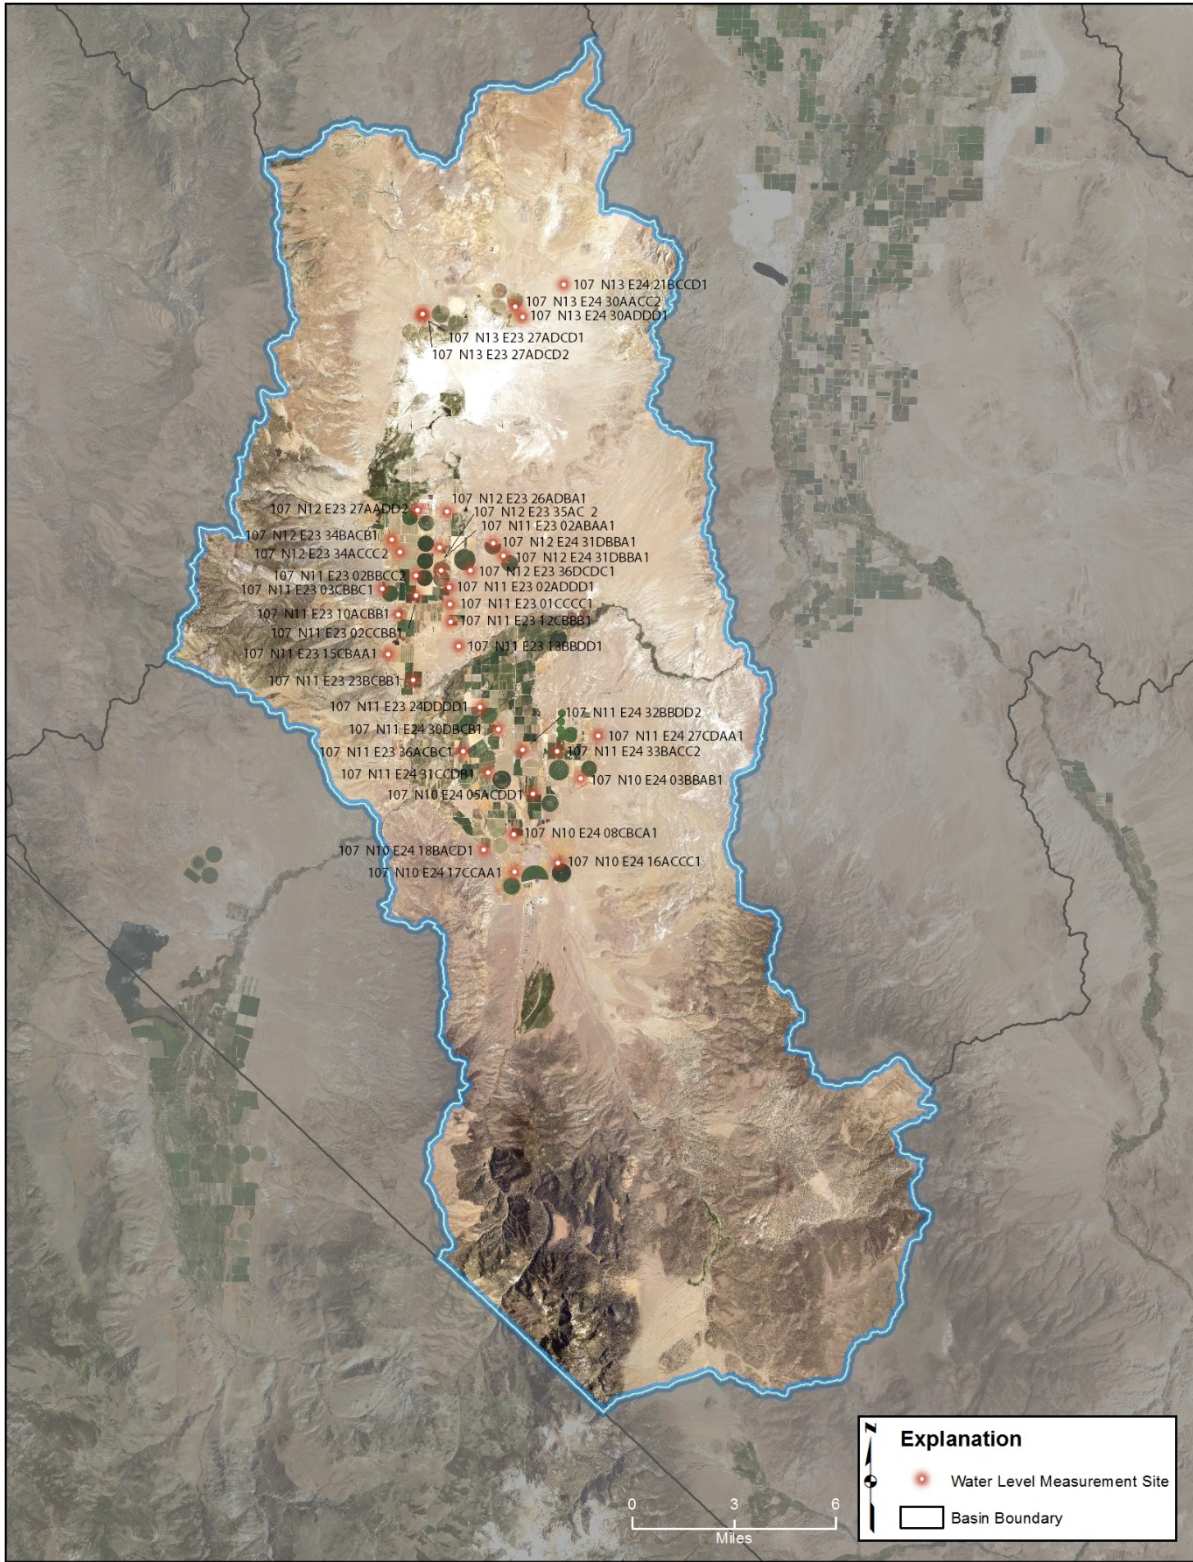 107 N13 E24 21BCCD1
107 N13 E24 30AACC2
107 N13 E24 30ADDD1
107 N13 E23 27ADCD1
107 N13 E23 27ADCD2
107 N12 E23 26ADBA1
107 N12 E23 27AADD2
107 N12 E23 35AC 2
107 N11 E23 02ABAA1
107 N12 E23 34BACB1
107 N12 E24 31DBBA1
107 N12 E23 34ACCC2
107 N12 E24 31DBBA1
107 N12 E23 36DCDC1
107 N11 E23 02BBCC2
107 N11 E23 03CBBC1
107 N11 E23 02ADDD1
107 N11 E23 01CCCC1
107 N11 E23 10ACBB1
107 N11 E23 12CBBB1
107 N11 E23 02CCBB1
107 N11 E23 13BBDD1
107 N11 E23 15CBAA1
107 N11 E23 23BCBB1
107 N11 E23 24DDDD1
107 N11 E24 32BBDD2
107 N11 E24 30DBCB1
107 N11 E24 27CDAA1
107 N11 E23 36ACBC1
107 N11 E24 33BACC2
107 N11 E24 31CCDB1
107 N10 E24 03BBAB1
107 N10 E24 05ACDD1
107 N10 E24 08CBCA1
107 N10 E24 18BACD1
107 N10 E24 16ACCC1
107 N10 E24 17CCAA1
N
Explanation
Water Level Measurement Site
Basin Boundary
0 3 6
Miles